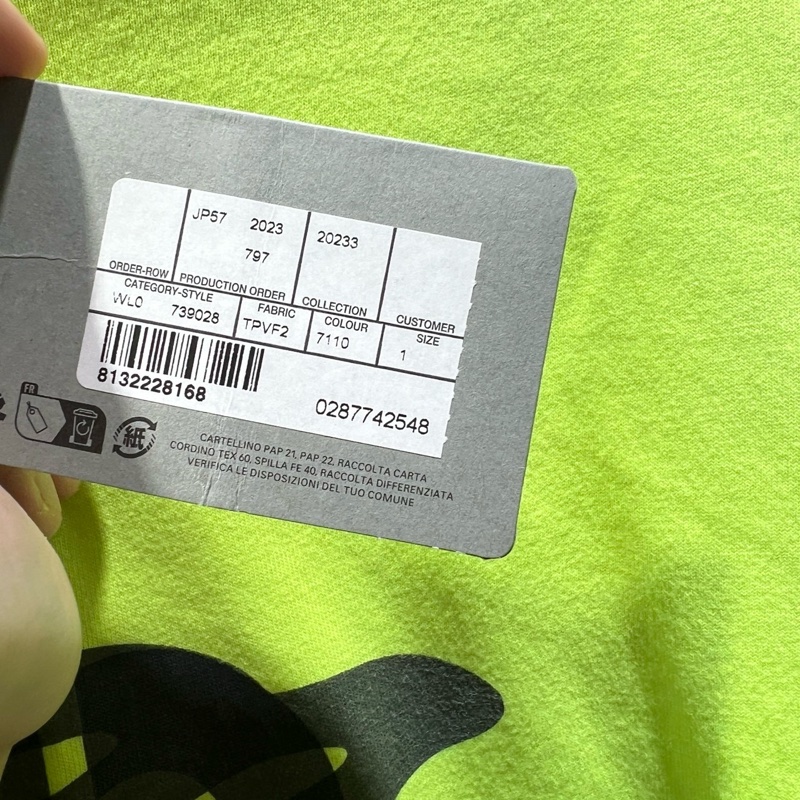 JP57 2023
797
20233
ORDER-ROW
PRODUCTION ORDER
COLLECTION
CUSTOMER
CATEGORY-STYLE
FABRIC
COLOUR
SIZE
WL0 739028
TPVF2
7110
1
8132228168
0287742548
FR
紙
CARTELLINO PAP 21, PAP 22, RACCOLTA CARTA
CORDINO TEX 60, SPILLA FE 40, RACCOLTA DIFFERENZIATA
VERIFICA LE DISPOSIZIONI DEL TUO COMUNE